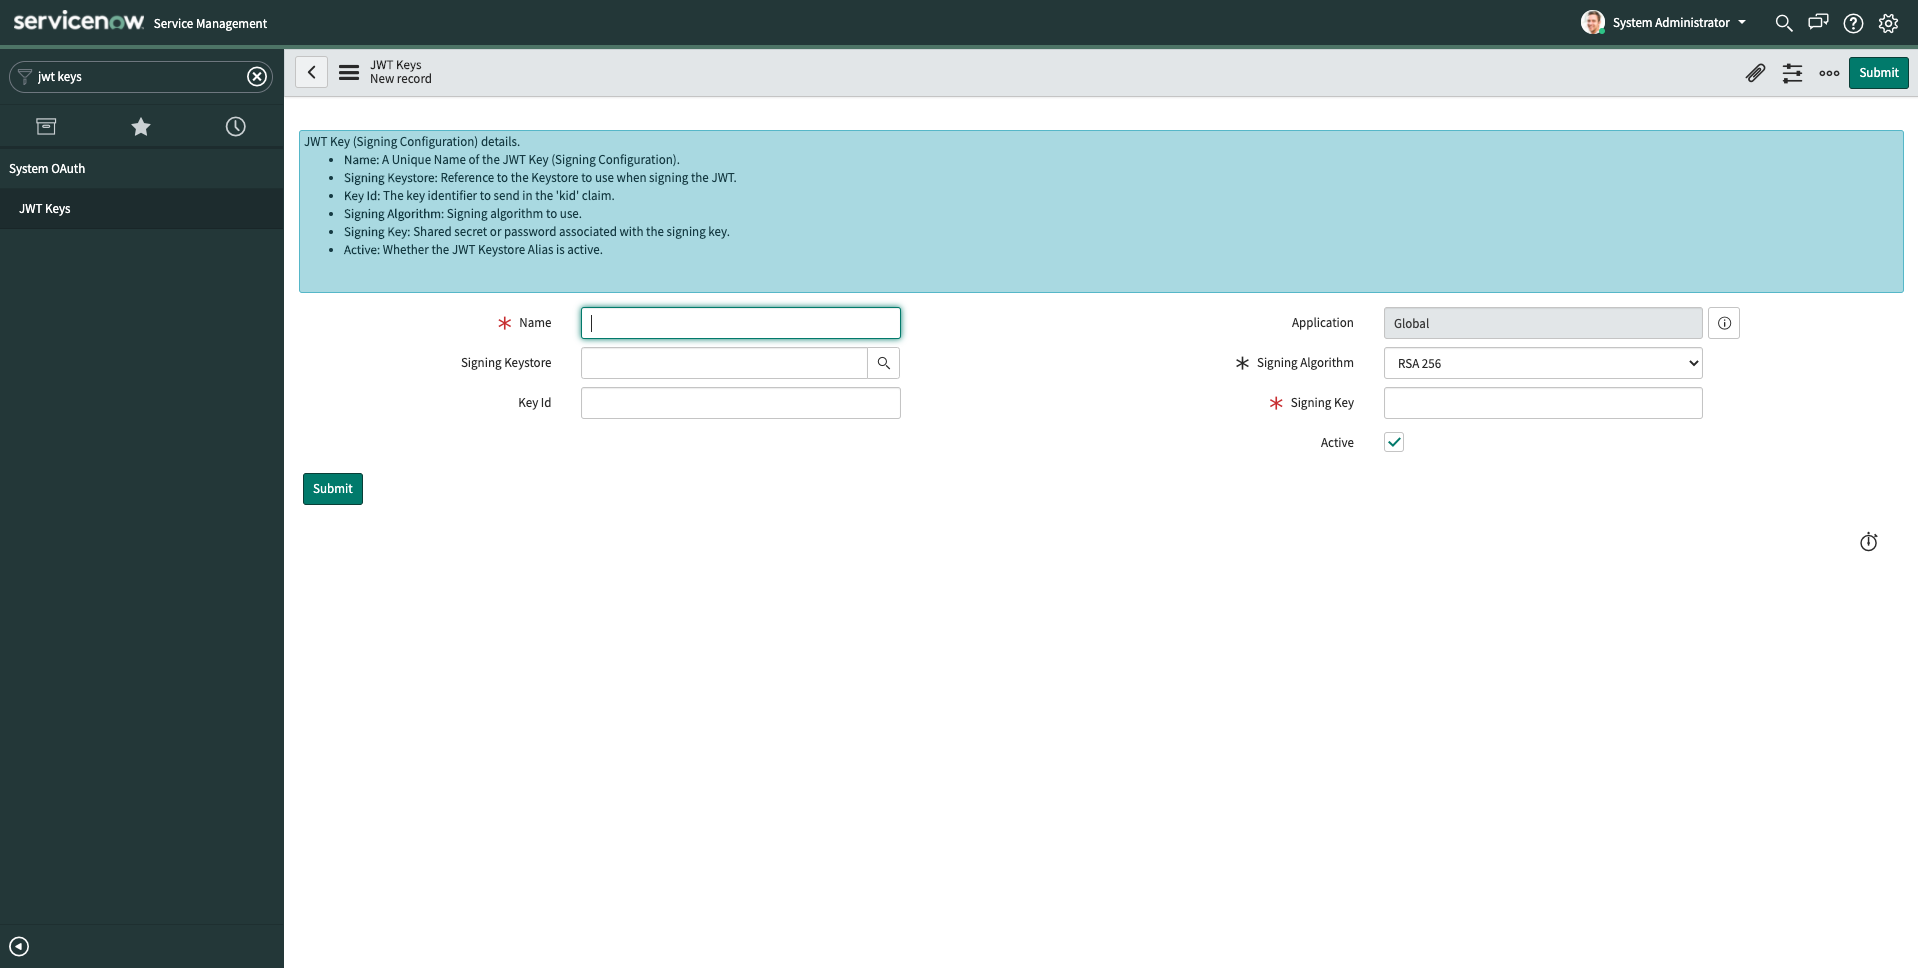 servicenow Service Management
System Administrator
jwt keys
System OAuth
JWT Keys
JWT Keys
New record
Submit
JWT Key (Signing Configuration) details.
• Name: A Unique Name of the JWT Key (Signing Configuration).
• Signing Keystore: Reference to the Keystore to use when signing the JWT.
• Key Id: The key identifier to send in the 'kid' claim.
• Signing Algorithm: Signing algorithm to use.
• Signing Key: Shared secret or password associated with the signing key.
• Active: Whether the JWT Keystore Alias is active.
Name
Signing Keystore
Key Id
Application Global
Signing Algorithm RSA 256
Signing Key
Active
Submit